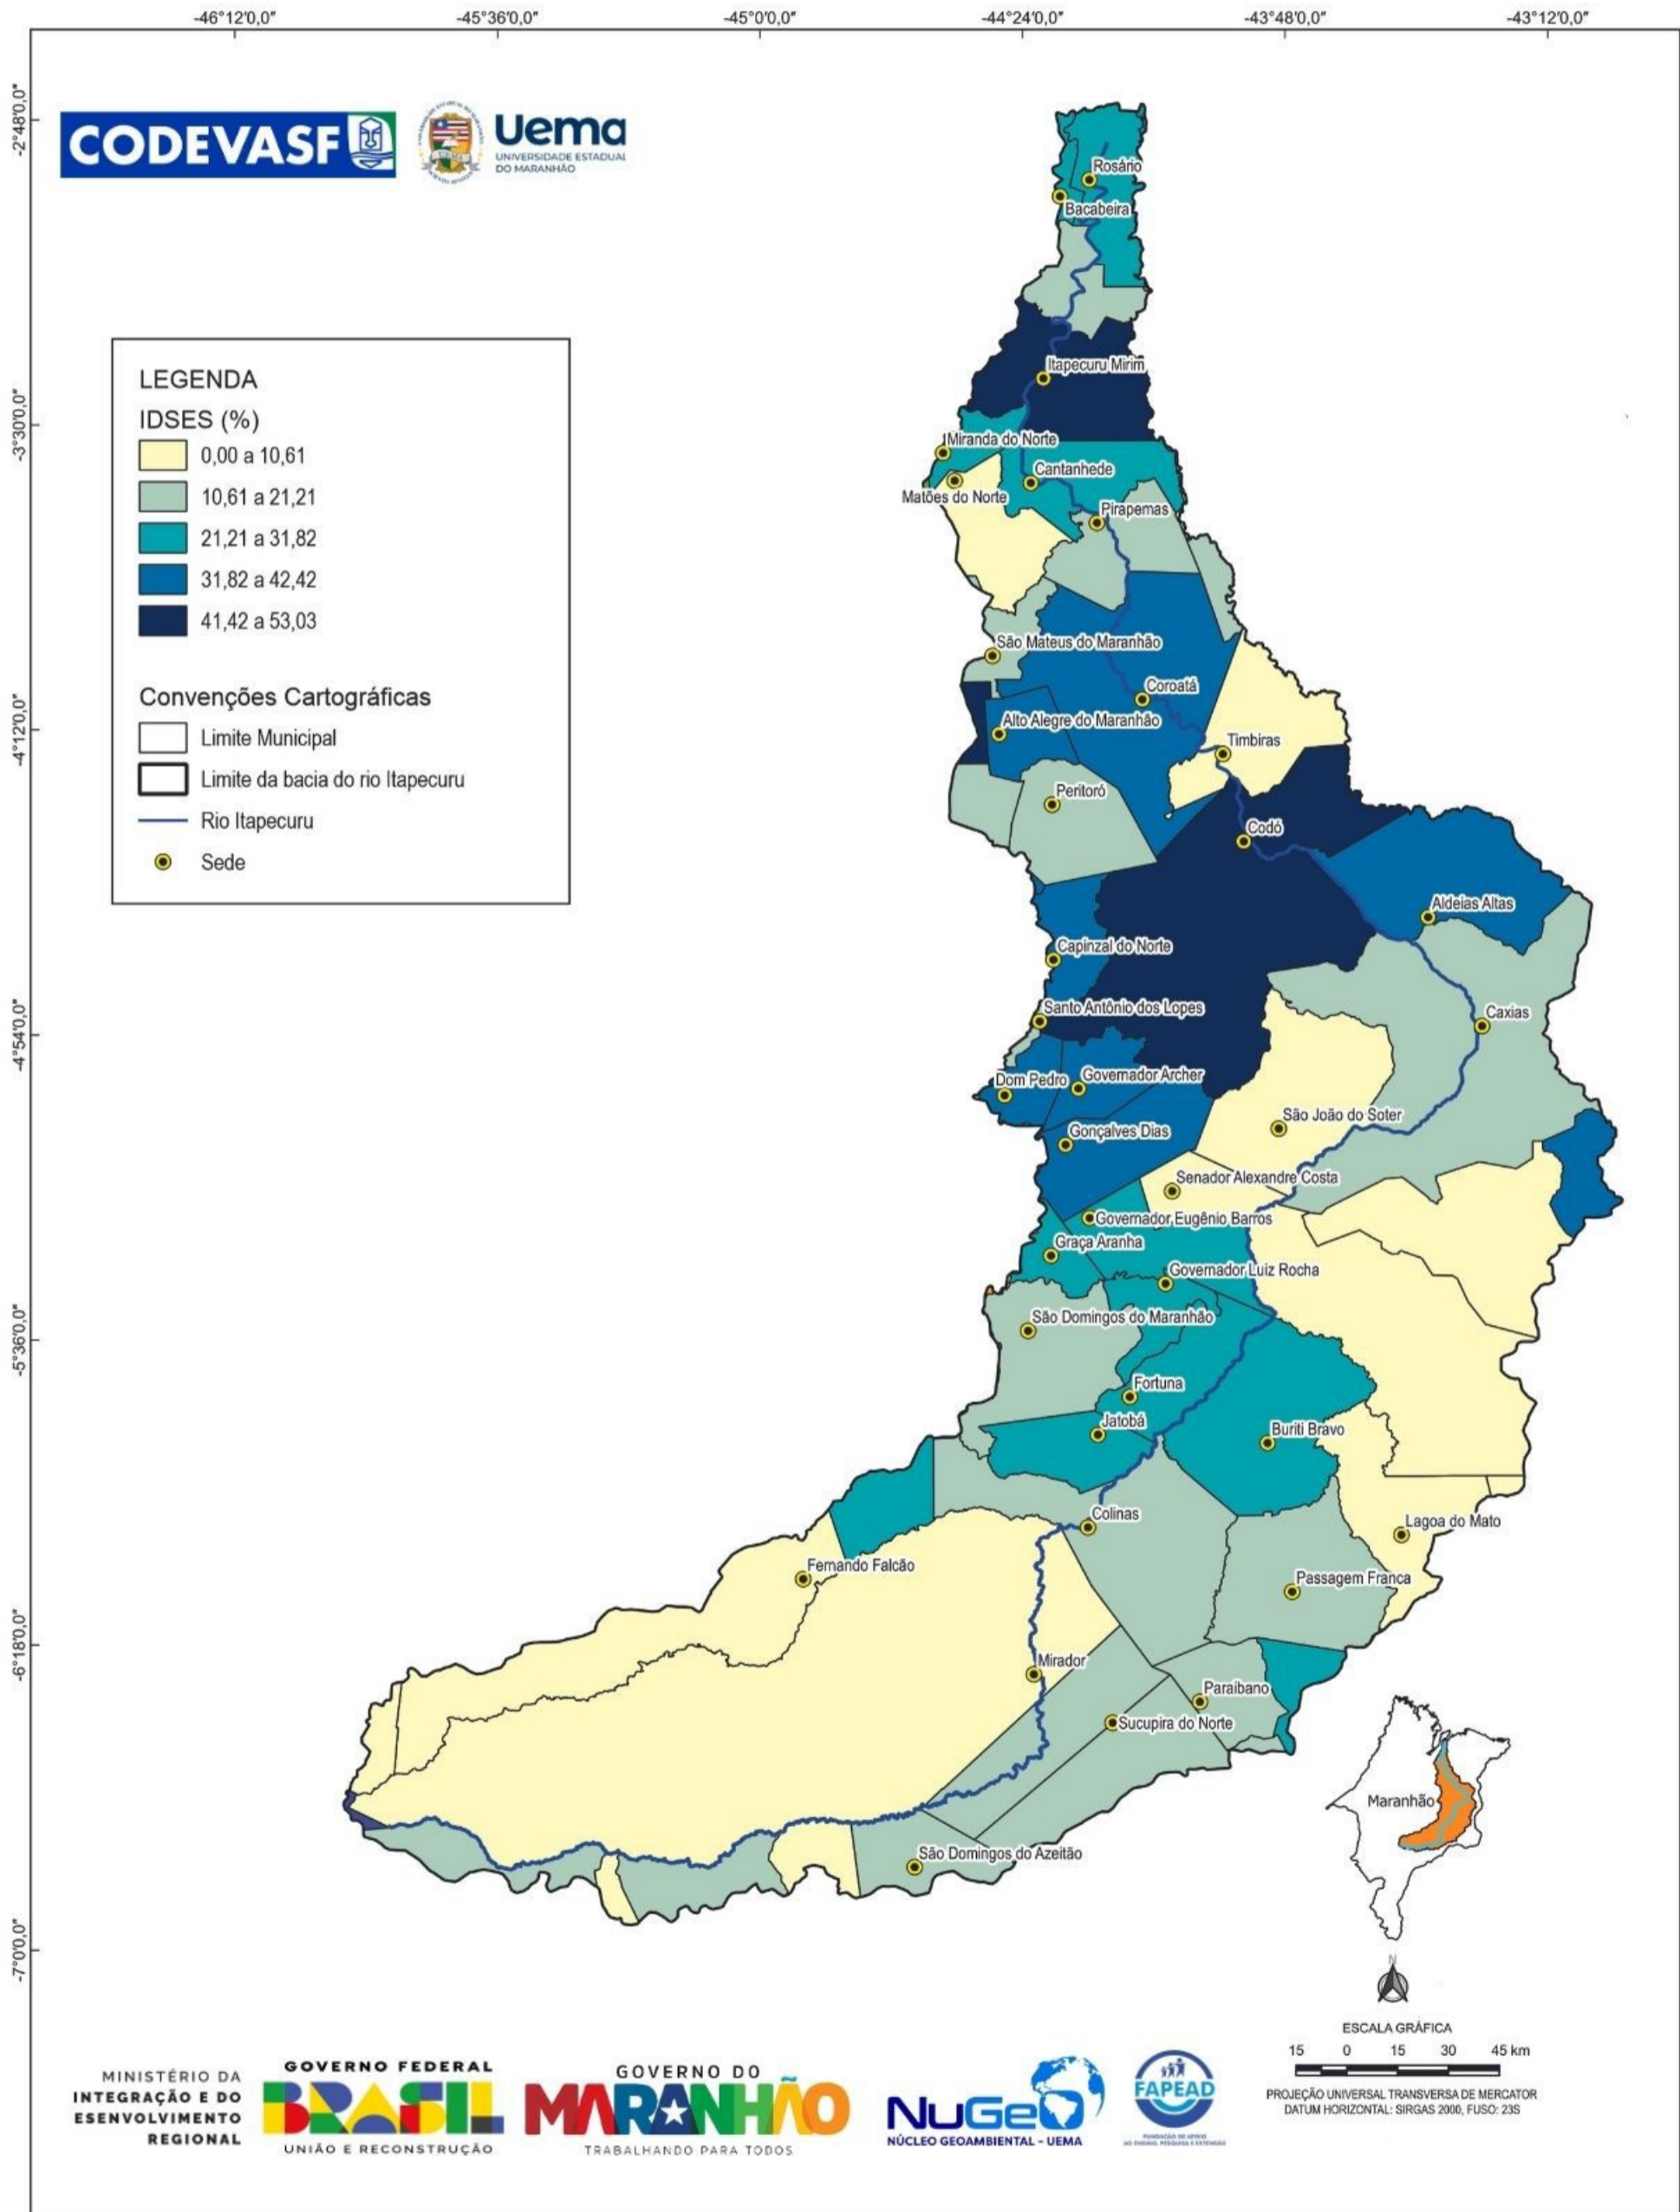 -46°12'0,0"
-45°36'0,0"
-45°0'0,0"
-44°24'0,0"
-43°48'0,0"
-43°12'0,0"
-2°48'0,0"
-3°30'0,0"
-4°12'0,0"
-4°54'0,0"
-5°36'0,0"
-6°18'0,0"
-7°0'0,0"
CODEVASF
Uema
UNIVERSIDADE ESTADUAL
DO MARANHÃO
LEGENDA
IDSES (%)
0,00 a 10,61
10,61 a 21,21
21,21 a 31,82
31,82 a 42,42
41,42 a 53,03
Convenções Cartográficas
Limite Municipal
Limite da bacia do rio Itapecuru
Rio Itapecuru
Sede
Rosário
Bacabeira
Itapecuru Mirim
Miranda do Norte
Cantanhede
Matões do Norte
Pirapemas
São Mateus do Maranhão
Coroatá
Alto Alegre do Maranhão
Timbiras
Peritoró
Codó
Aldeias Altas
Capinzal do Norte
Santo Antônio dos Lopes
Caxias
Dom Pedro
Governador Archer
São João do Soter
Gonçalves Dias
Senador Alexandre Costa
Governador Eugênio Barros
Graça Aranha
Governador Luiz Rocha
São Domingos do Maranhão
Fortuna
Jatobá
Buriti Bravo
Colinas
Lagoa do Mato
Fernando Falcão
Passagem Franca
Mirador
Paraibano
Sucupira do Norte
São Domingos do Azeitão
Maranhão
N
ESCALA GRÁFICA
15 0 15 30 45 km
PROJEÇÃO UNIVERSAL TRANSVERSA DE MERCATOR
DATUM HORIZONTAL: SIRGAS 2000, FUSO: 23S
MINISTÉRIO DA
INTEGRAÇÃO E DO
ESENVOLVIMENTO
REGIONAL
GOVERNO FEDERAL
BRASIL
UNIÃO E RECONSTRUÇÃO
GOVERNO DO
MARANHÃO
TRABALHANDO PARA TODOS
NuGeo
NÚCLEO GEOAMBIENTAL - UEMA
FAPEAD